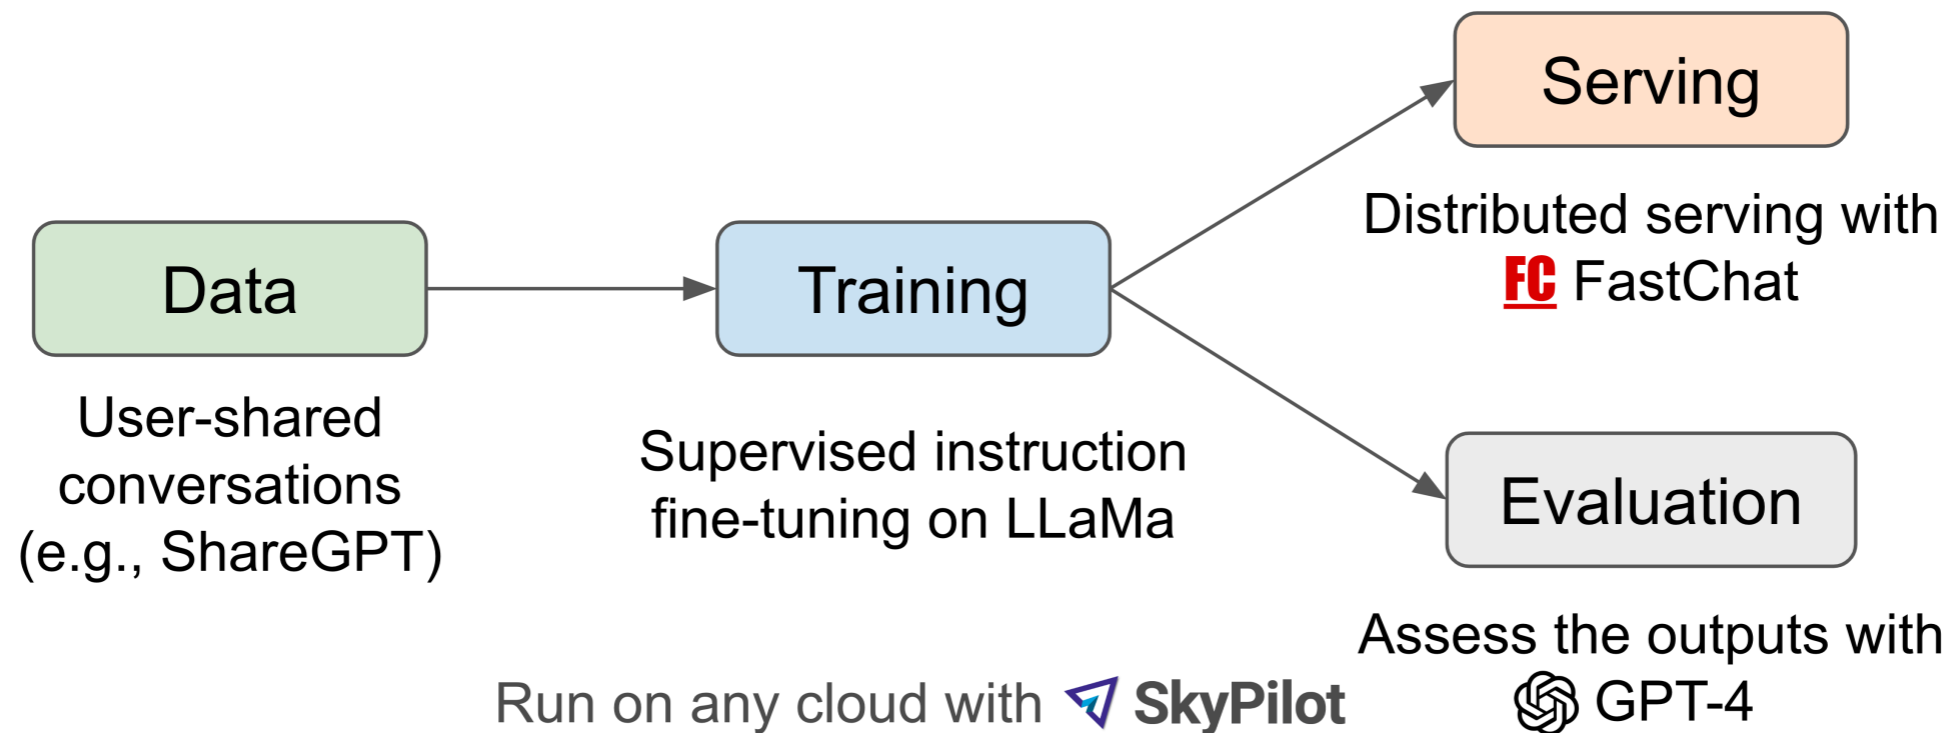 Data
User-shared
conversations
(e.g., ShareGPT)
Training
Supervised instruction
fine-tuning on LLaMa
Serving
Distributed serving with
FC FastChat
Evaluation
Assess the outputs with
GPT-4
Run on any cloud with SkyPilot